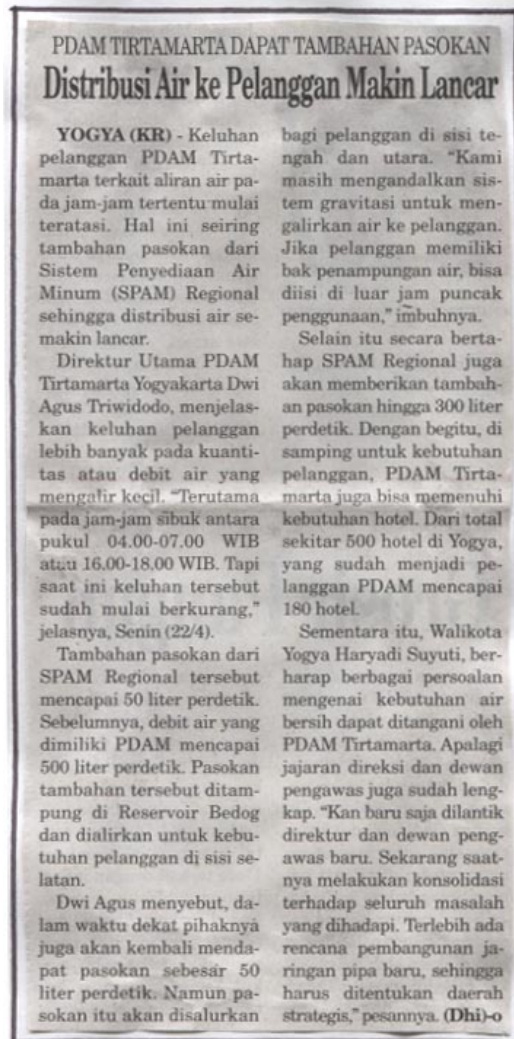 PDAM TIRTAMARTA DAPAT TAMBAHAN PASOKAN
Distribusi Air ke Pelanggan Makin Lancar
YOGYA (KR) - Keluhan
pelanggan PDAM Tirta-
marta terkait aliran air pa-
da jam-jam tertentu mulai
teratasi. Hal ini seiring
tambahan pasokan dari
Sistem Penyediaan Air
Minum (SPAM) Regional
sehingga distribusi air se-
makin lancar.
Direktur Utama PDAM
Tirtamarta Yogyakarta Dwi
Agus Triwidodo, menjelas-
kan keluhan pelanggan
lebih banyak pada kuanti-
tas atau debit air yang
mengalir kecil. "Terutama
pada jam-jam sibuk antara
pukul 04.00-07.00 WIB
atau 16.00-18.00 WIB. Tapi
saat ini keluhan tersebut
sudah mulai berkurang,"
jelasnya, Senin (22/4).
Tambahan pasokan dari
SPAM Regional tersebut
mencapai 50 liter perdetik.
Sebelumnya, debit air yang
dimiliki PDAM mencapai
500 liter perdetik. Pasokan
tambahan tersebut ditam-
pung di Reservoir Bedog
dan dialirkan untuk kebu-
tuhan pelanggan di sisi se-
latan.
Dwi Agus menyebut, da-
lam waktu dekat pihaknya
juga akan kembali menda-
pat pasokan sebesar 50
liter perdetik. Namun pa-
sokan itu akan disalurkan
bagi pelanggan di sisi te-
ngah dan utara. "Kami
masih mengandalkan sis-
tem gravitasi untuk men-
galirkan air ke pelanggan.
Jika pelanggan memiliki
bak penampungan air, bisa
diisi di luar jam puncak
penggunaan," imbuhnya.
Selain itu secara berta-
hap SPAM Regional juga
akan memberikan tambah-
an pasokan hingga 300 liter
perdetik. Dengan begitu, di
samping untuk kebutuhan
pelanggan, PDAM Tirta-
marta juga bisa memenuhi
kebutuhan hotel. Dari total
sekitar 500 hotel di Yogya,
yang sudah menjadi pe-
langgan PDAM mencapai
180 hotel.
Sementara itu, Walikota
Yogya Haryadi Suyuti, ber-
harap berbagai persoalan
mengenai kebutuhan air
bersih dapat ditangani oleh
PDAM Tirtamarta. Apalagi
jajaran direksi dan dewan
pengawas juga sudah leng-
kap. "Kan baru saja dilantik
direktur dan dewan peng-
awas baru. Sekarang saat-
nya melakukan konsolidasi
terhadap seluruh masalah
yang dihadapi. Terlebih ada
rencana pembangunan ja-
ringan pipa baru, sehingga
harus ditentukan daerah
strategis," pesannya. (Dhi)-o